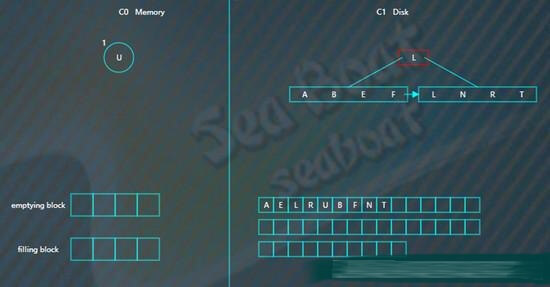 C0 Memory
C1 Disk
1
U
L
A B E F
L N R T
Sea Boat
seaboat
emptying block
A E L R U B F N T
filling block